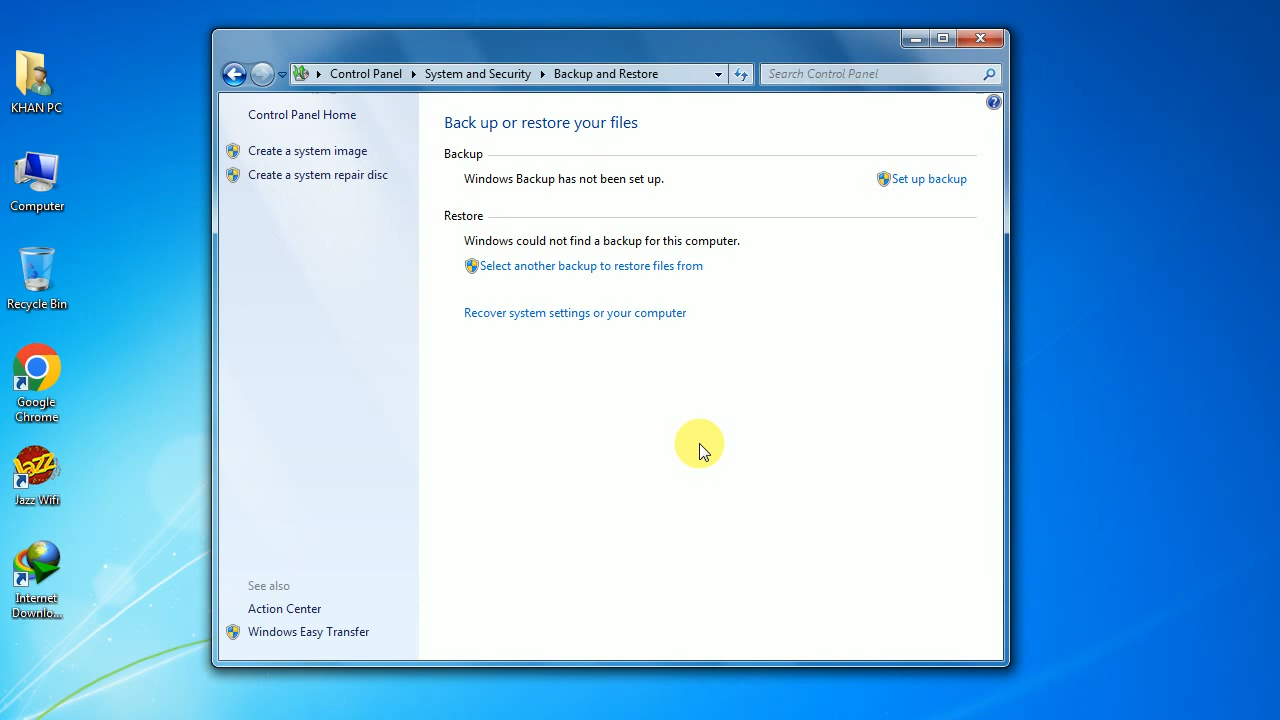 KHAN PC
Computer
Recycle Bin
Google
Chrome
Jazz
Jazz Wifi
Internet
Downlo...
Control Panel
System and Security
Backup and Restore
Search Control Panel
Control Panel Home
Create a system image
Create a system repair disc
See also
Action Center
Windows Easy Transfer
Back up or restore your files
Backup
Windows Backup has not been set up.
Set up backup
Restore
Windows could not find a backup for this computer.
Select another backup to restore files from
Recover system settings or your computer